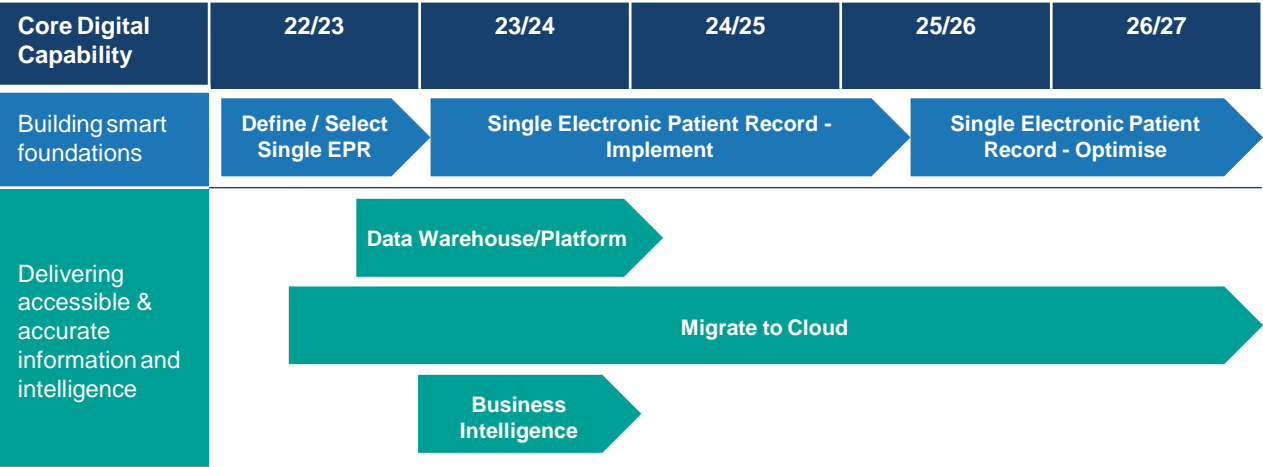 Core Digital
Capability
22/23
23/24
24/25
25/26
26/27
Building smart
foundations
Define / Select
Single EPR
Single Electronic Patient Record -
Implement
Single Electronic Patient
Record - Optimise
Delivering
accessible &
accurate
information and
intelligence
Data Warehouse/Platform
Migrate to Cloud
Business
Intelligence